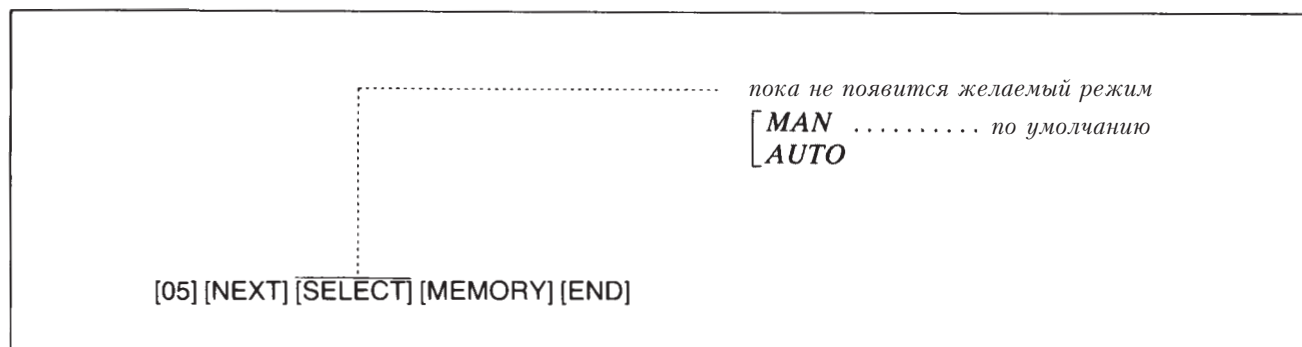 пока не появится желаемый режим
MAN .......... по умолчанию
AUTO
[05] [NEXT] [SELECT] [MEMORY] [END]